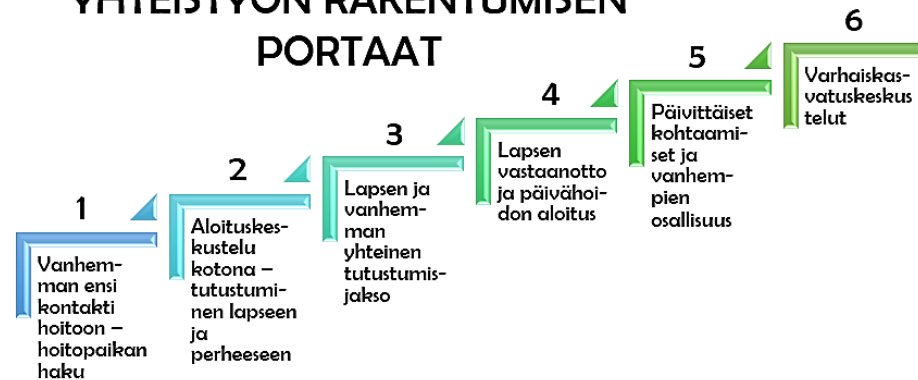 YHTEISTYÖN RAKENTUMISEN
PORTAAT
1
Vanhem-
man ensi
kontakti
hoitoon –
hoitopaikan
haku
2
Aloituskes-
kustelu
kotona –
tutustumi-
nen lapseen
ja
perheeseen
3
Lapsen ja
vanhem-
man
yhteinen
tutustumis-
jakso
4
Lapsen
vastaanotto
ja päivähoi-
don aloitus
5
Päivittäiset
kohtaami-
set ja
vanhem-
pien
osallisuus
6
Varhaiskas-
vatuskeskus
telut